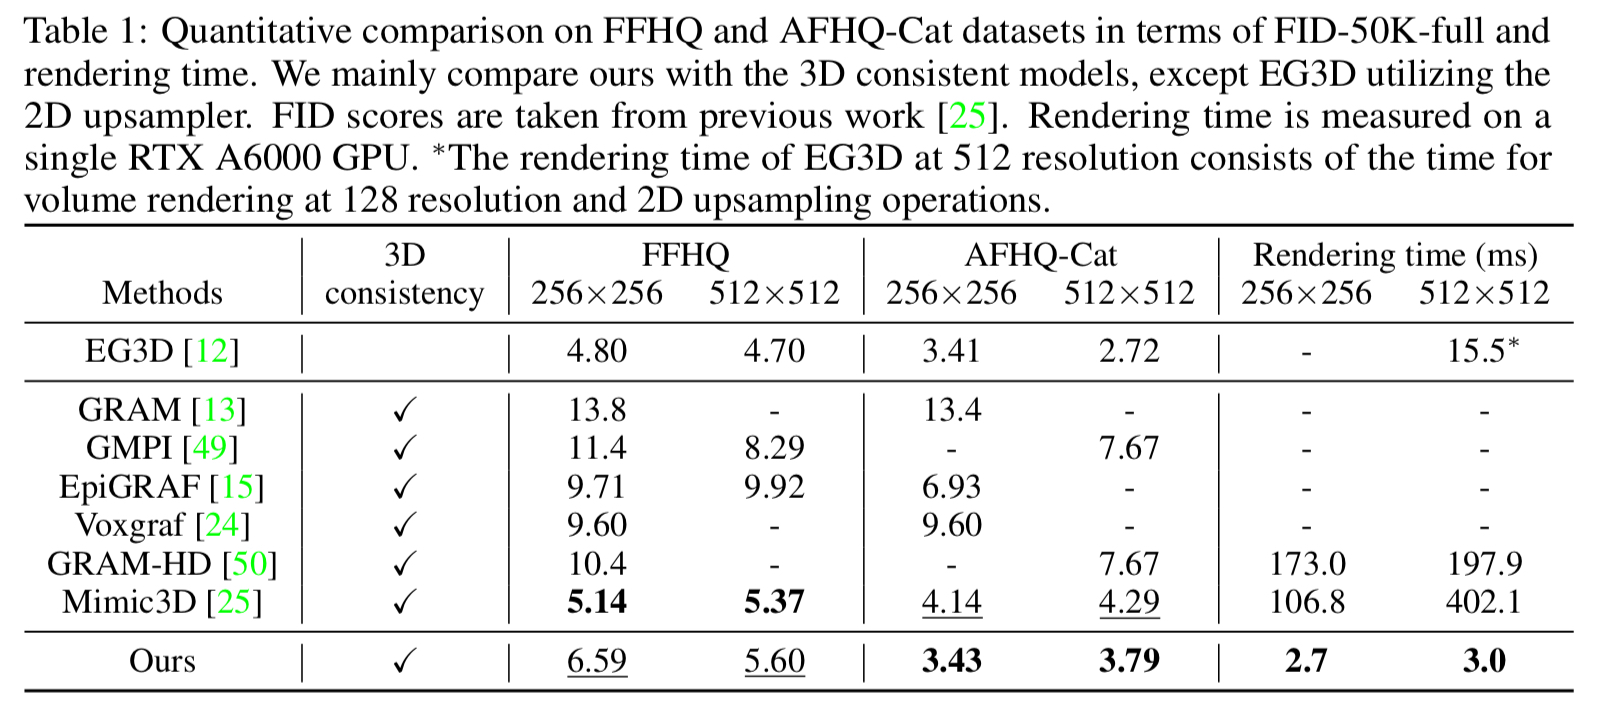 Table 1: Quantitative comparison on FFHQ and AFHQ-Cat datasets in terms of FID-50K-full and
rendering time. We mainly compare ours with the 3D consistent models, except EG3D utilizing the
2D upsampler. FID scores are taken from previous work [25]. Rendering time is measured on a
single RTX A6000 GPU. *The rendering time of EG3D at 512 resolution consists of the time for
volume rendering at 128 resolution and 2D upsampling operations.
3D FFHQ AFHQ-Cat Rendering time (ms)
Methods consistency 256×256 512×512 256×256 512×512 256×256 512×512
EG3D [12] 4.80 4.70 3.41 2.72 - 15.5*
GRAM [13] ✓ 13.8 - 13.4 - - -
GMPI [49] ✓ 11.4 8.29 - 7.67 - -
EpiGRAF [15] ✓ 9.71 9.92 6.93 - - -
Voxgraf [24] ✓ 9.60 - 9.60 - - -
GRAM-HD [50] ✓ 10.4 - - 7.67 173.0 197.9
Mimic3D [25] ✓ 5.14 5.37 4.14 4.29 106.8 402.1
Ours ✓ 6.59 5.60 3.43 3.79 2.7 3.0